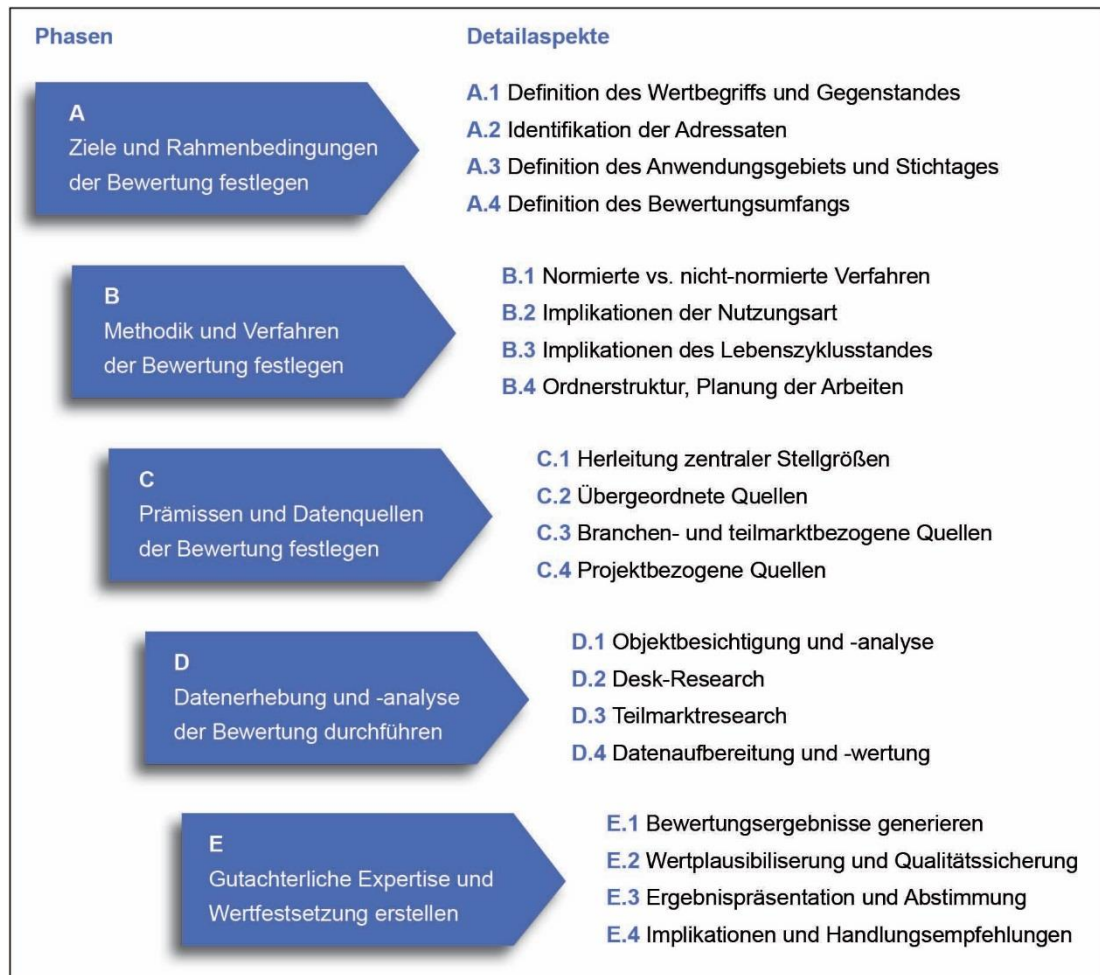 Phasen
Detailaspekte
A
Ziele und Rahmenbedingungen
der Bewertung festlegen
A.1 Definition des Wertbegriffs und Gegenstandes
A.2 Identifikation der Adressaten
A.3 Definition des Anwendungsgebiets und Stichtages
A.4 Definition des Bewertungsumfangs
B
Methodik und Verfahren
der Bewertung festlegen
B.1 Normierte vs. nicht-normierte Verfahren
B.2 Implikationen der Nutzungsart
B.3 Implikationen des Lebenszyklusstandes
B.4 Ordnerstruktur, Planung der Arbeiten
C
Prämissen und Datenquellen
der Bewertung festlegen
C.1 Herleitung zentraler Stellgrößen
C.2 Übergeordnete Quellen
C.3 Branchen- und teilmarktbezogene Quellen
C.4 Projektbezogene Quellen
D
Datenerhebung und -analyse
der Bewertung durchführen
D.1 Objektbesichtigung und -analyse
D.2 Desk-Research
D.3 Teilmarktresearch
D.4 Datenaufbereitung und -wertung
E
Gutachterliche Expertise und
Wertfestsetzung erstellen
E.1 Bewertungsergebnisse generieren
E.2 Wertplausibiliserung und Qualitätssicherung
E.3 Ergebnispräsentation und Abstimmung
E.4 Implikationen und Handlungsempfehlungen